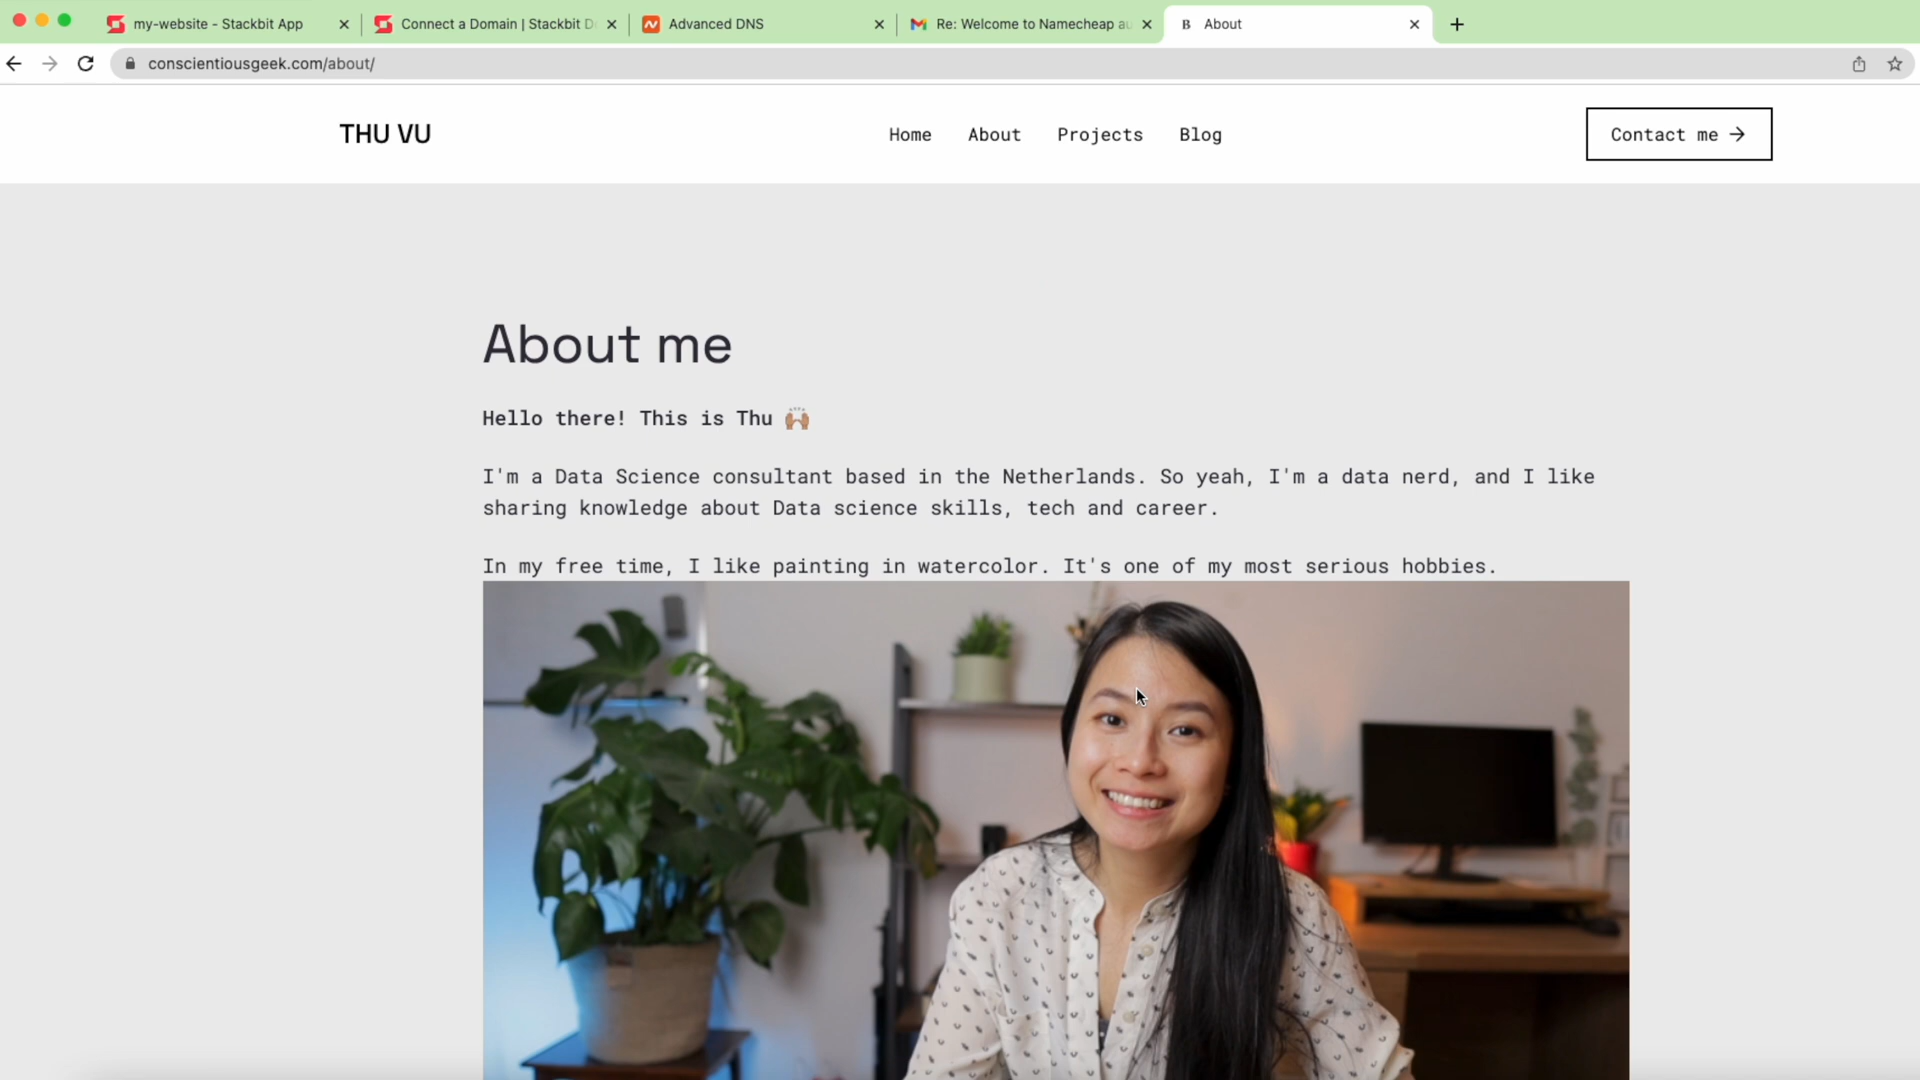 my-website - Stackbit App
Connect a Domain | Stackbit D
Advanced DNS
Re: Welcome to Namecheap au
B About
conscientiousgeek.com/about/
THU VU
Home
About
Projects
Blog
Contact me →
About me
Hello there! This is Thu 🙌🏽
I'm a Data Science consultant based in the Netherlands. So yeah, I'm a data nerd, and I like
sharing knowledge about Data science skills, tech and career.
In my free time, I like painting in watercolor. It's one of my most serious hobbies.